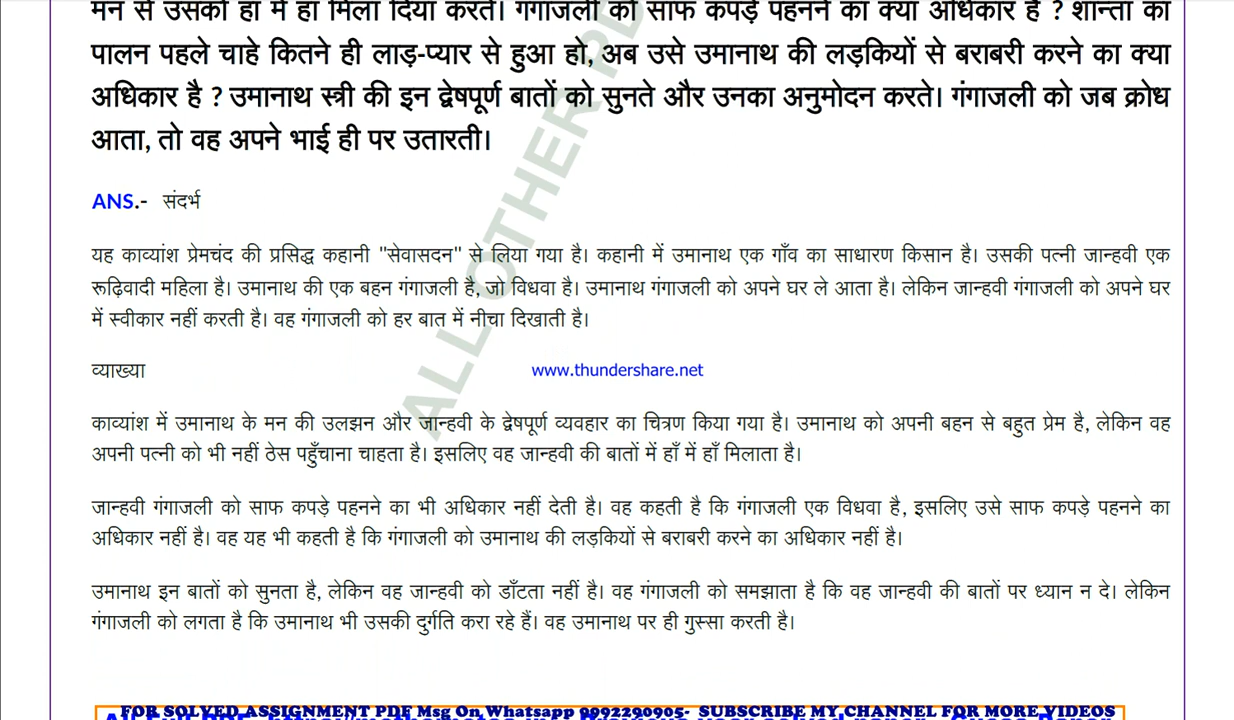 मन से उसकी हां में हां मिला दिया करते। गंगाजली को साफ कपड़े पहनने का क्या अधिकार है ? शान्ता का
पालन पहले चाहे कितने ही लाड़-प्यार से हुआ हो, अब उसे उमानाथ की लड़कियों से बराबरी करने का क्या
अधिकार है ? उमानाथ स्त्री की इन द्वेषपूर्ण बातों को सुनते और उनका अनुमोदन करते। गंगाजली को जब क्रोध
आता, तो वह अपने भाई ही पर उतारती।
ANS.- संदर्भ
यह काव्यांश प्रेमचंद की प्रसिद्ध कहानी "सेवासदन" से लिया गया है। कहानी में उमानाथ एक गाँव का साधारण किसान है। उसकी पत्नी जान्हवी एक
रूढ़िवादी महिला है। उमानाथ की एक बहन गंगाजली है, जो विधवा है। उमानाथ गंगाजली को अपने घर ले आता है। लेकिन जान्हवी गंगाजली को अपने घर
में स्वीकार नहीं करती है। वह गंगाजली को हर बात में नीचा दिखाती है।
व्याख्या
www.thundershare.net
काव्यांश में उमानाथ के मन की उलझन और जान्हवी के द्वेषपूर्ण व्यवहार का चित्रण किया गया है। उमानाथ को अपनी बहन से बहुत प्रेम है, लेकिन वह
अपनी पत्नी को भी नहीं ठेस पहुँचाना चाहता है। इसलिए वह जान्हवी की बातों में हाँ में हाँ मिलाता है।
जान्हवी गंगाजली को साफ कपड़े पहनने का भी अधिकार नहीं देती है। वह कहती है कि गंगाजली एक विधवा है, इसलिए उसे साफ कपड़े पहनने का
अधिकार नहीं है। वह यह भी कहती है कि गंगाजली को उमानाथ की लड़कियों से बराबरी करने का अधिकार नहीं है।
उमानाथ इन बातों को सुनता है, लेकिन वह जान्हवी को डाँटता नहीं है। वह गंगाजली को समझाता है कि वह जान्हवी की बातों पर ध्यान न दे। लेकिन
गंगाजली को लगता है कि उमानाथ भी उसकी दुर्गति करा रहे हैं। वह उमानाथ पर ही गुस्सा करती है।
ALL OTHER PD
FOR SOLVED ASSIGNMENT PDF Msg On Whatsapp 9992290905- SUBSCRIBE MY CHANNEL FOR MORE VIDEOS